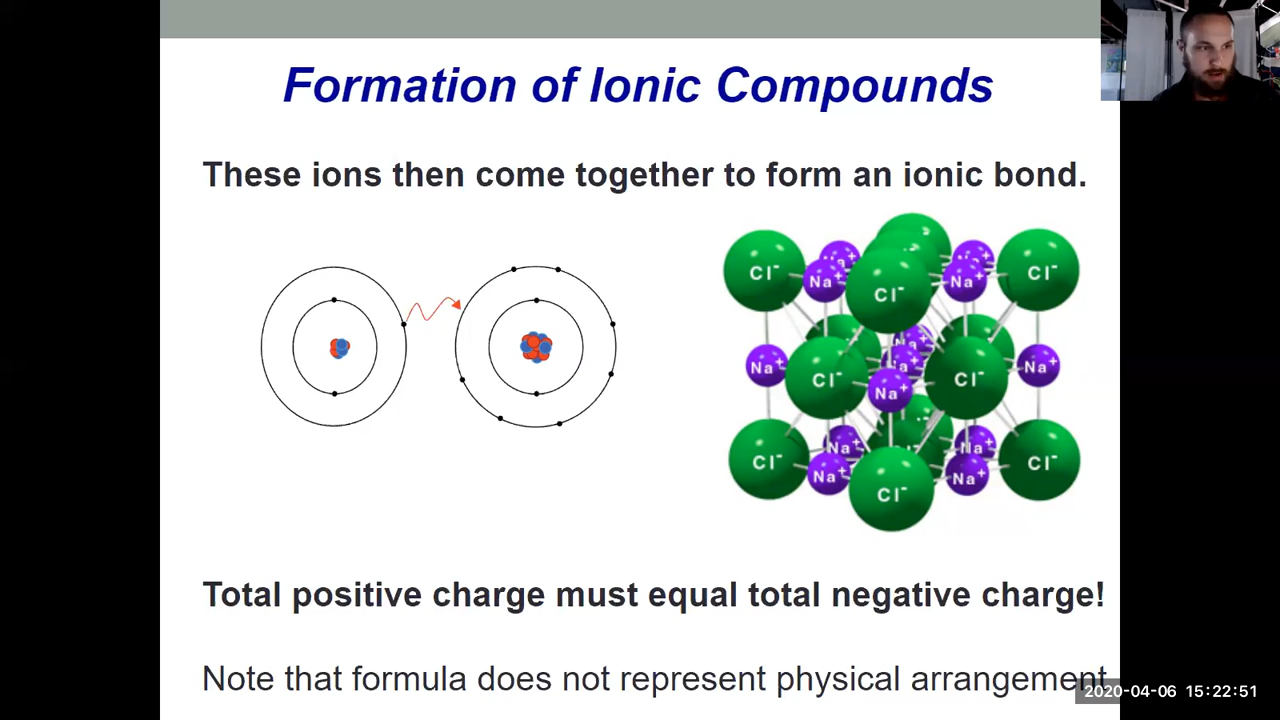 Formation of Ionic Compounds
These ions then come together to form an ionic bond.
Cl⁻ Na⁺ Cl⁻ Na⁺ Cl⁻
Na⁺ Cl⁻ Na⁺ Cl⁻ Na⁺
Cl⁻ Na⁺ Na⁺ Cl⁻ Na⁺ Na⁺ Cl⁻
Total positive charge must equal total negative charge!
Note that formula does not represent physical arrangement
2020-04-06 15:22:51